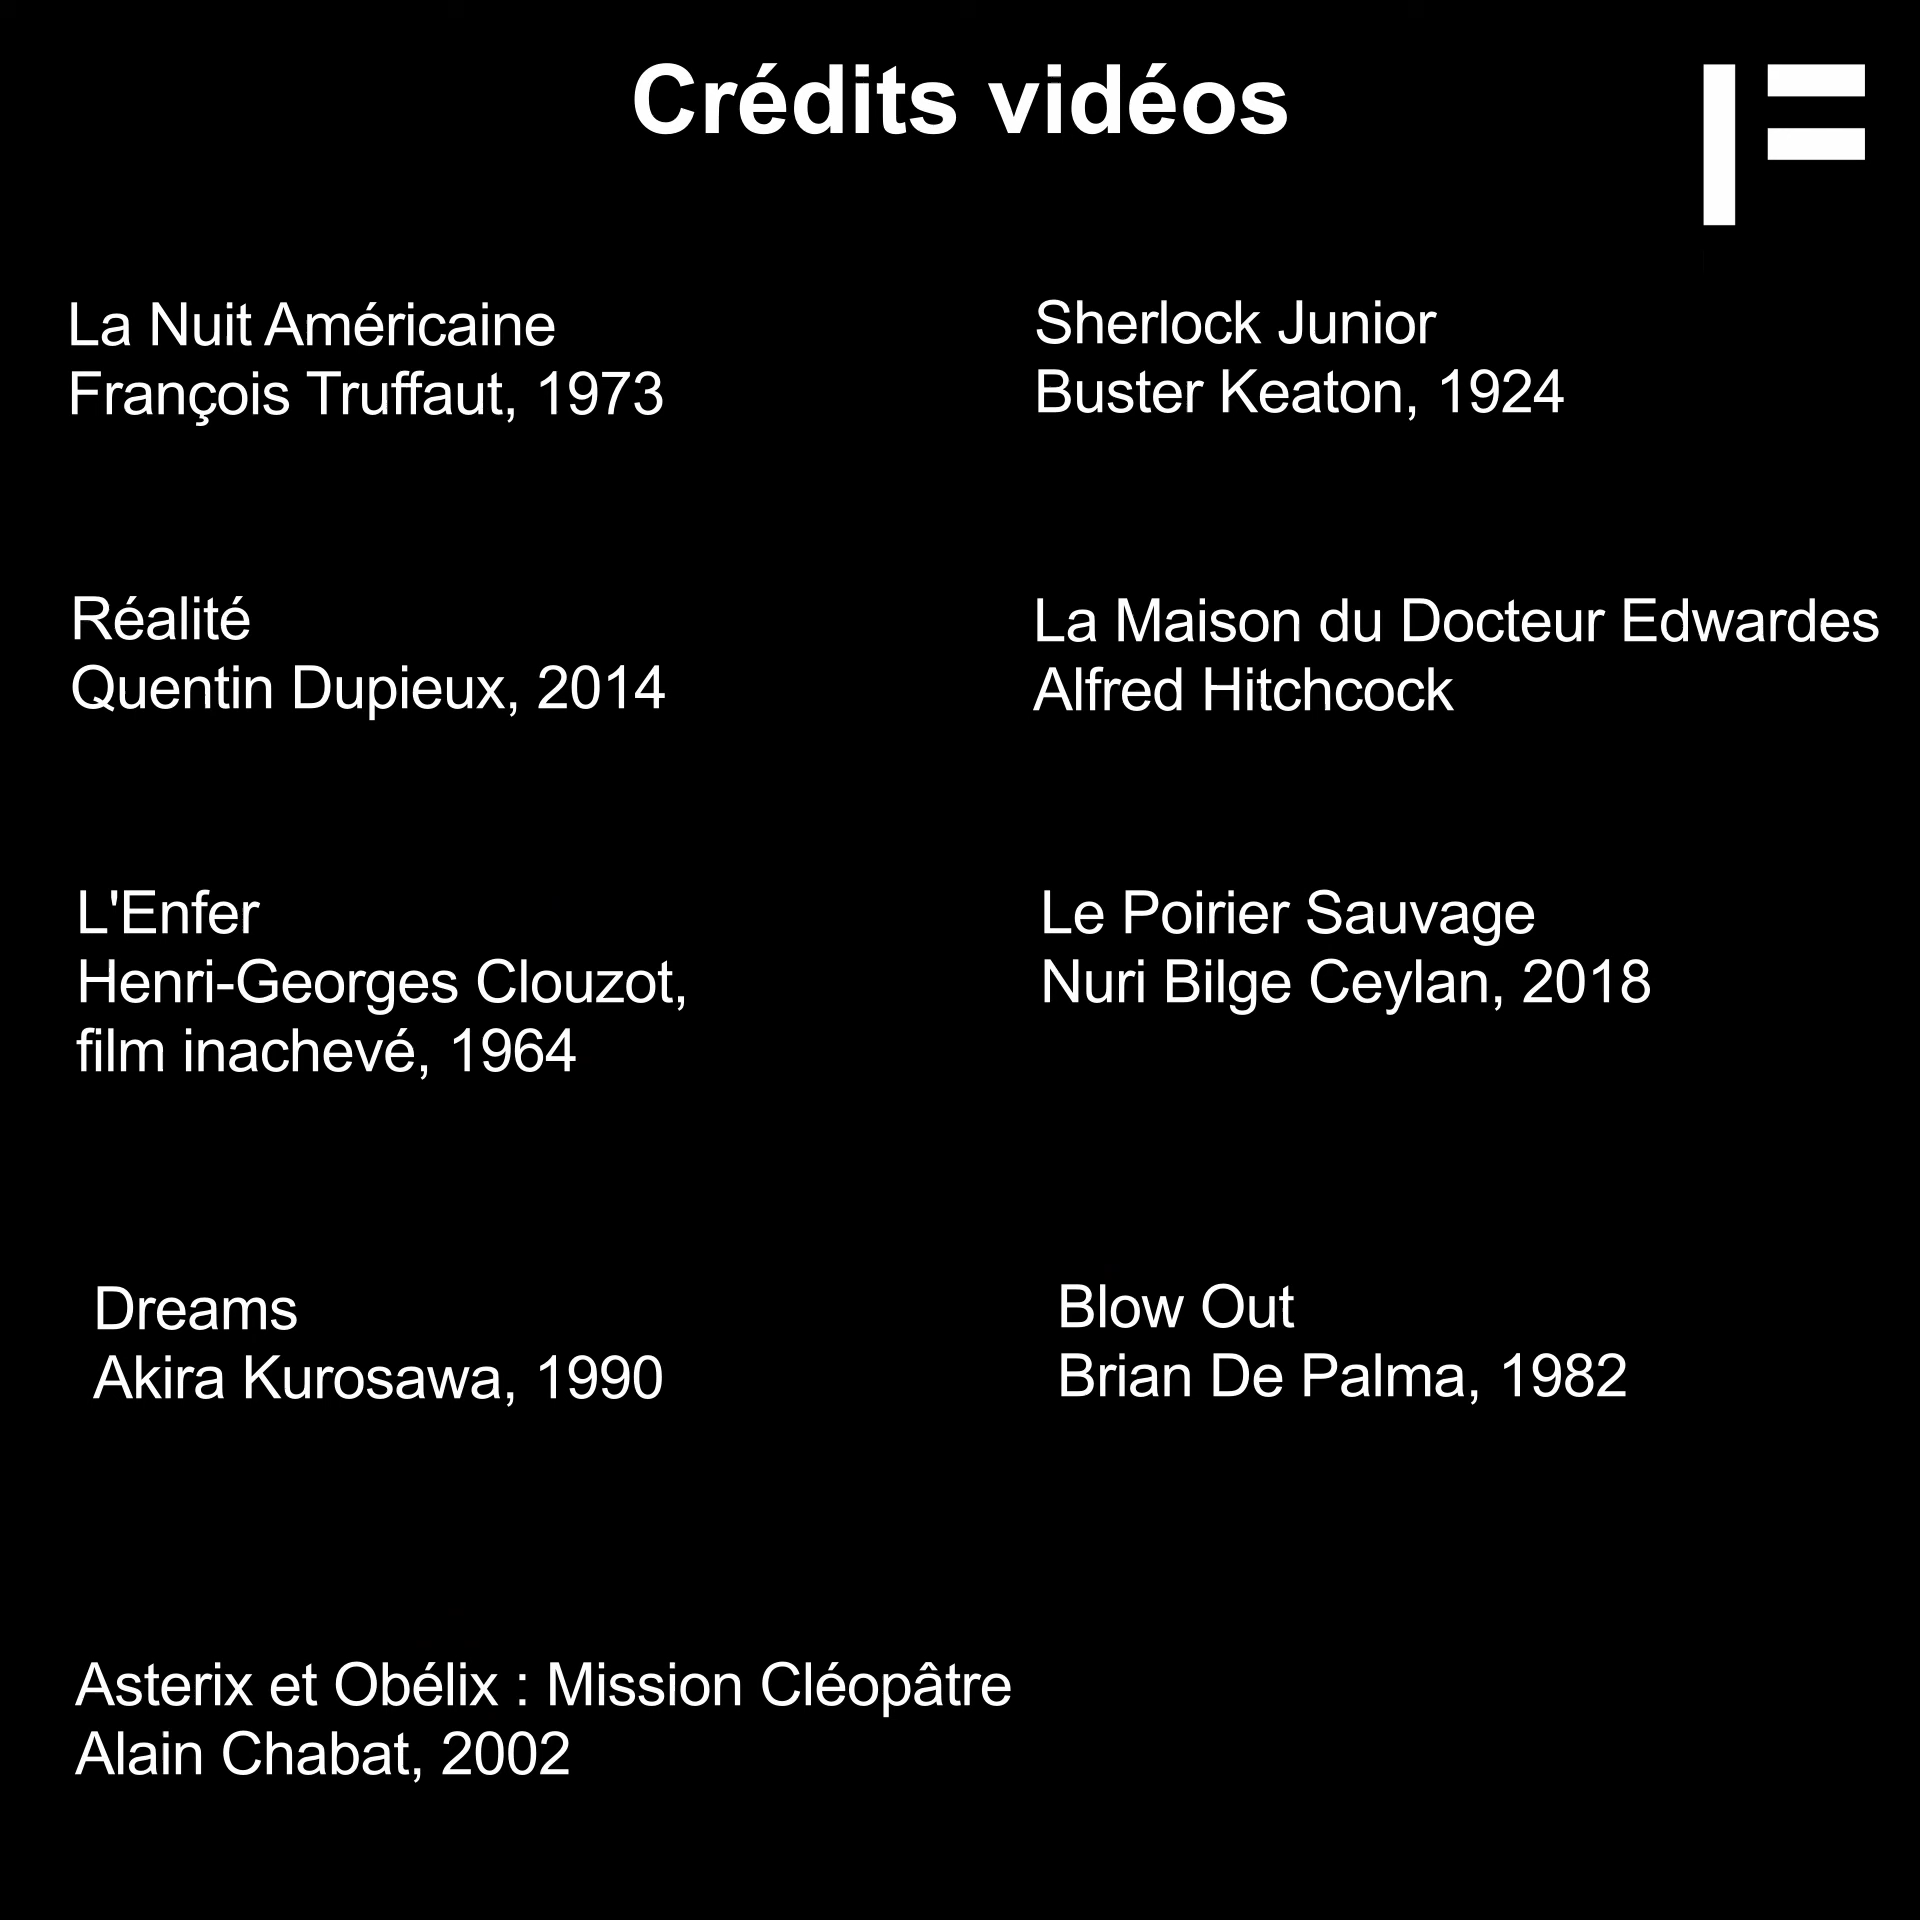 Crédits vidéos
La Nuit Américaine
François Truffaut, 1973
Sherlock Junior
Buster Keaton, 1924
Réalité
Quentin Dupieux, 2014
La Maison du Docteur Edwardes
Alfred Hitchcock
L'Enfer
Henri-Georges Clouzot,
film inachevé, 1964
Le Poirier Sauvage
Nuri Bilge Ceylan, 2018
Dreams
Akira Kurosawa, 1990
Blow Out
Brian De Palma, 1982
Asterix et Obélix : Mission Cléopâtre
Alain Chabat, 2002